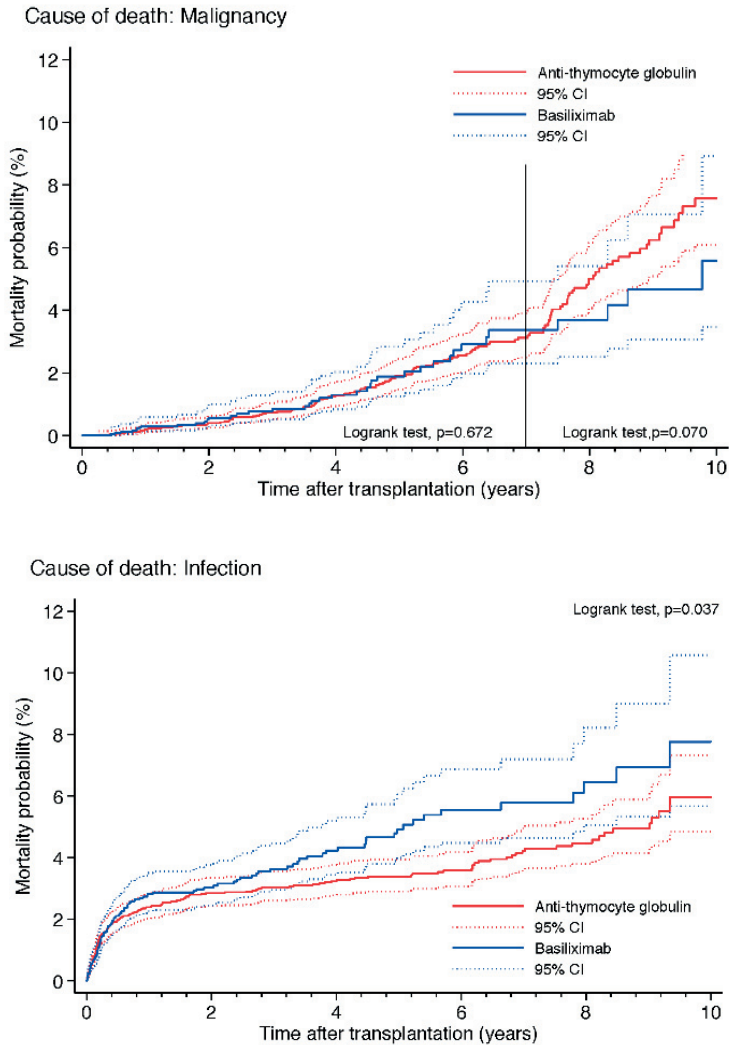 Cause of death: Malignancy
12
10
8
6
4
2
0
Mortality probability (%)
Anti-thymocyte globulin
95% CI
Basiliximab
95% CI
Logrank test, p=0.672
Logrank test,p=0.070
0 2 4 6 8 10
Time after transplantation (years)
Cause of death: Infection
12
10
8
6
4
2
0
Mortality probability (%)
Logrank test, p=0.037
Anti-thymocyte globulin
95% CI
Basiliximab
95% CI
0 2 4 6 8 10
Time after transplantation (years)